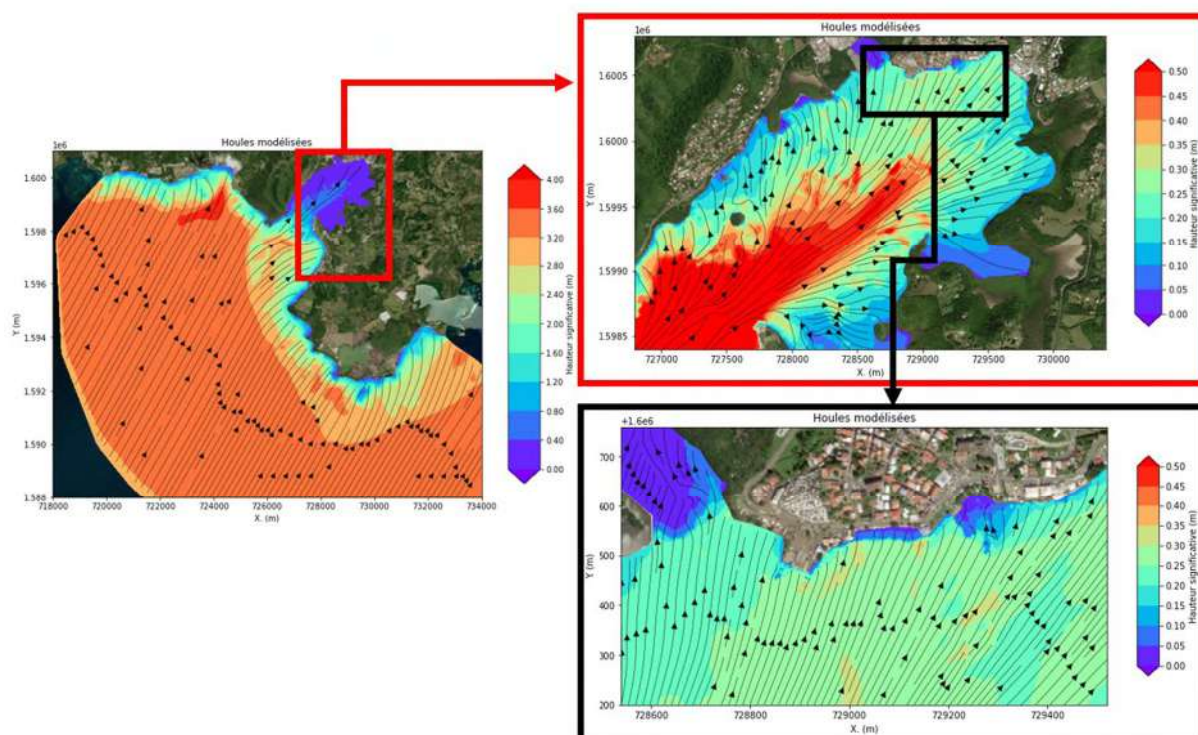 Houles modélisées
1e6
1.600
1.598
1.596
1.594
1.592
1.590
1.588
Y (m)
718000 720000 722000 724000 726000 728000 730000 732000 734000
X. (m)
4.00
3.60
3.20
2.80
2.40
2.00
1.60
1.20
0.80
0.40
0.00
Hauteur significative (m)
Houles modélisées
1e6
1.6005
1.6000
1.5995
1.5990
1.5985
Y (m)
727000 727500 728000 728500 729000 729500 730000
X. (m)
0.50
0.45
0.40
0.35
0.30
0.25
0.20
0.15
0.10
0.05
0.00
Hauteur significative (m)
Houles modélisées
+1.6e6
700
600
500
400
300
200
Y (m)
728600 728800 729000 729200 729400
X. (m)
0.50
0.45
0.40
0.35
0.30
0.25
0.20
0.15
0.10
0.05
0.00
Hauteur significative (m)